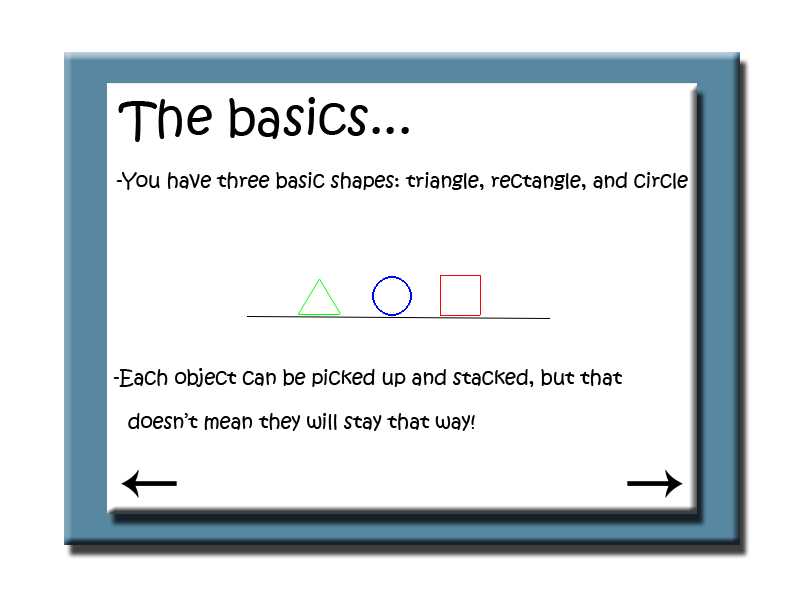 The basics...
-You have three basic shapes: triangle, rectangle, and circle
-Each object can be picked up and stacked, but that
doesn't mean they will stay that way!